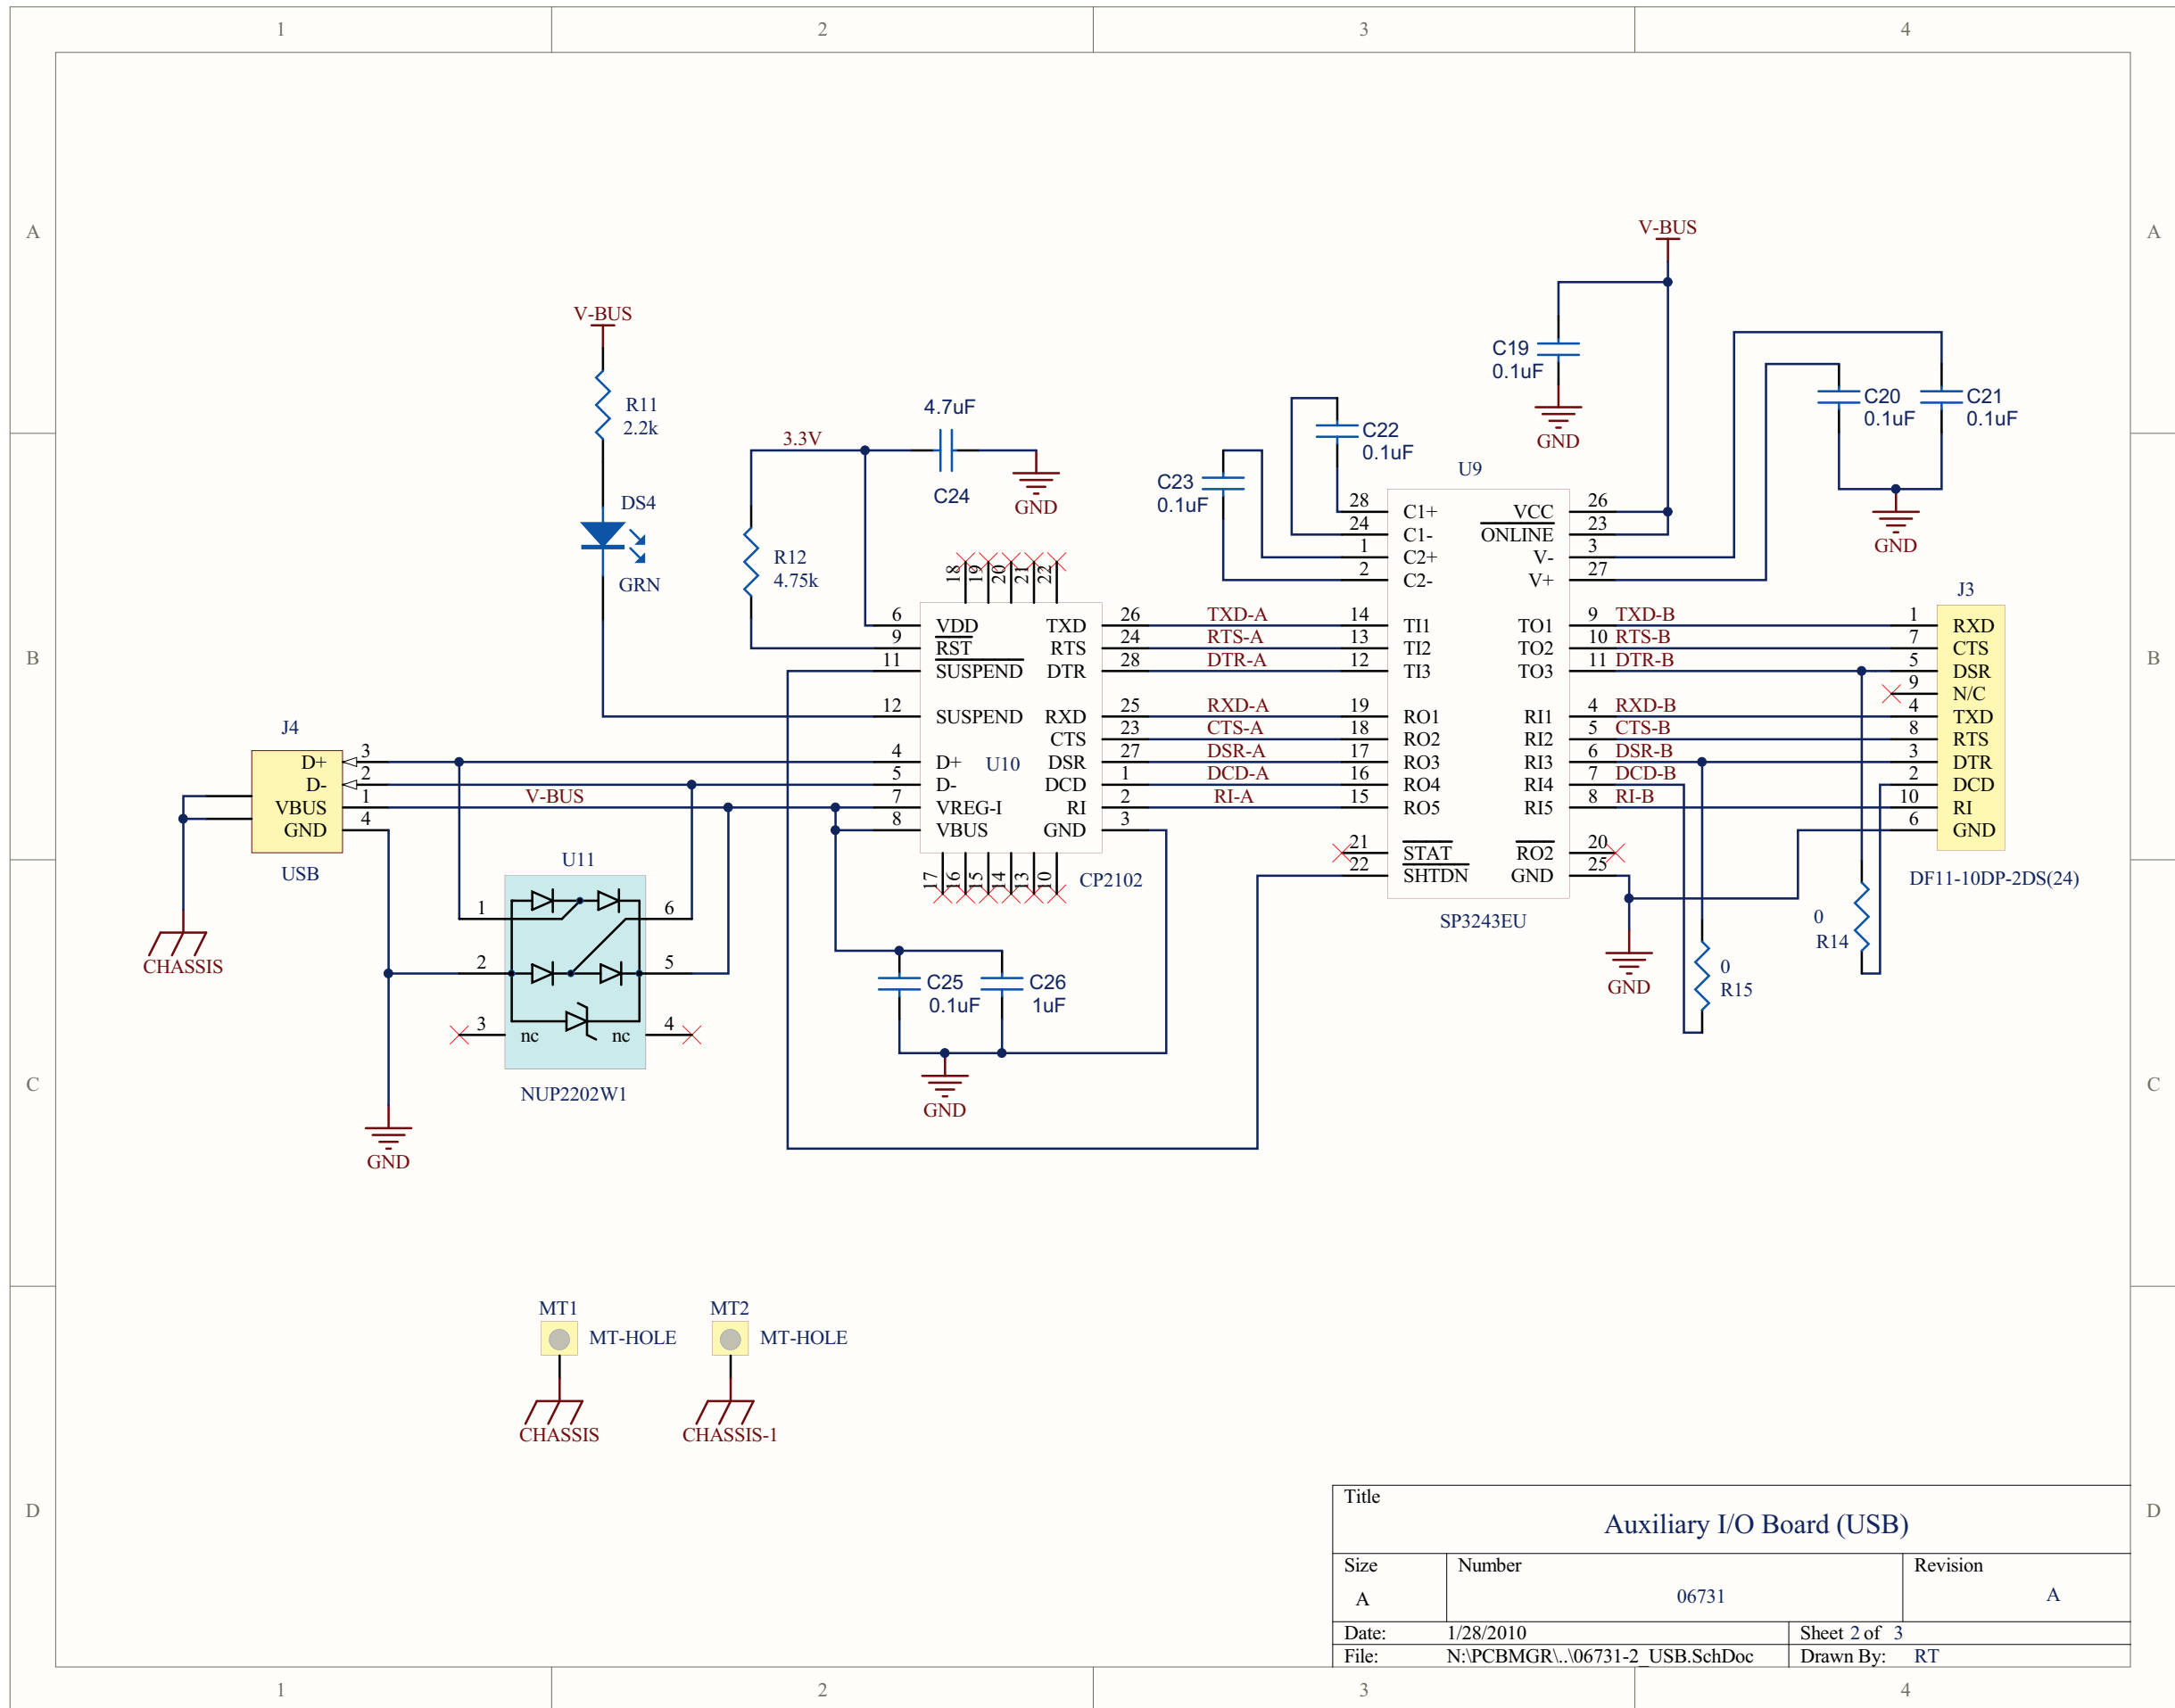 1 2 3 4
A A
V-BUS
V-BUS
C19
0.1uF
GND
C20
0.1uF
C21
0.1uF
GND
R11
2.2k
DS4
GRN
3.3V
4.7uF
C24
GND
R12
4.75k
C22
0.1uF
C23
0.1uF
U9
28 C1+ VCC 26
24 C1- ONLINE 23
1 C2+ V- 3
2 C2- V+ 27
18 19 20 21 22
J3
B B
6 VDD TXD 26 TXD-A 14 TI1 TO1 9 TXD-B 1 RXD
9 RST RTS 24 RTS-A 13 TI2 TO2 10 RTS-B 7 CTS
11 SUSPEND DTR 28 DTR-A 12 TI3 TO3 11 DTR-B 5 DSR
9 N/C
12 SUSPEND RXD 25 RXD-A 19 RO1 RI1 4 RXD-B 4 TXD
CTS 23 CTS-A 18 RO2 RI2 5 CTS-B 8 RTS
J4
D+ 3 4 D+ U10 DSR 27 DSR-A 17 RO3 RI3 6 DSR-B 3 DTR
D- 2 5 D- DCD 1 DCD-A 16 RO4 RI4 7 DCD-B 2 DCD
VBUS 1 V-BUS 7 VREG-I RI 2 RI-A 15 RO5 RI5 8 RI-B 10 RI
GND 4 8 VBUS GND 3 6 GND
21 STAT RO2 20
22 SHTDN GND 25
USB
17 16 15 14 13 10
CP2102
SP3243EU
DF11-10DP-2DS(24)
U11
1 6
2 5
3 nc nc 4
NUP2202W1
CHASSIS
GND
C25
0.1uF
C26
1uF
GND
GND
0
R15
0
R14
C C
MT1
MT-HOLE
CHASSIS
MT2
MT-HOLE
CHASSIS-1
D D
Title
Auxiliary I/O Board (USB)
Size Number Revision
A 06731 A
Date: 1/28/2010 Sheet 2 of 3
File: N:\PCBMGR\..\06731-2_USB.SchDoc Drawn By: RT
1 2 3 4